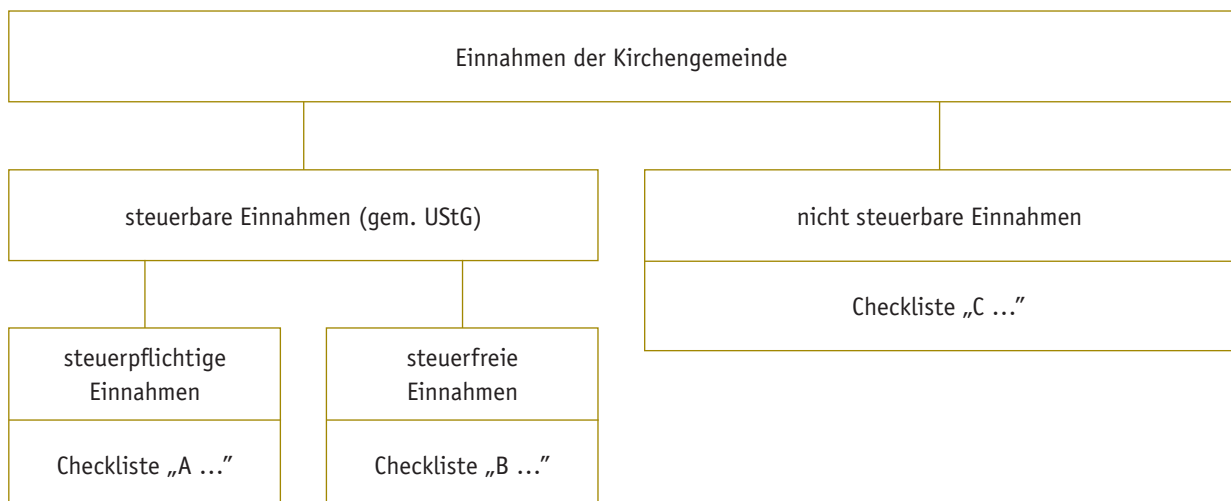 Einnahmen der Kirchengemeinde
steuerbare Einnahmen (gem. UStG)
nicht steuerbare Einnahmen
Checkliste „C …”
steuerpflichtige
Einnahmen
Checkliste „A …”
steuerfreie
Einnahmen
Checkliste „B …”